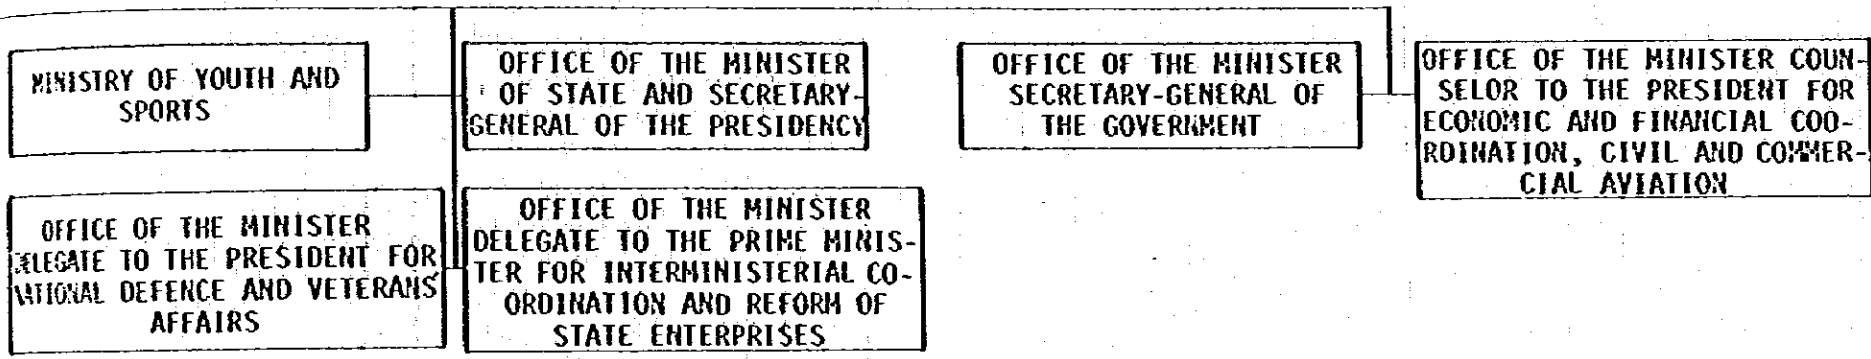 MINISTRY OF YOUTH AND
SPORTS
OFFICE OF THE MINISTER
OF STATE AND SECRETARY-
GENERAL OF THE PRESIDENCY
OFFICE OF THE MINISTER
SECRETARY-GENERAL OF
THE GOVERNMENT
OFFICE OF THE MINISTER COUN-
SELOR TO THE PRESIDENT FOR
ECONOMIC AND FINANCIAL COO-
RDINATION, CIVIL AND COMMER-
CIAL AVIATION
OFFICE OF THE MINISTER
DELEGATE TO THE PRESIDENT FOR
NATIONAL DEFENCE AND VETERANS'
AFFAIRS
OFFICE OF THE MINISTER
DELEGATE TO THE PRIME MINIS-
TER FOR INTERMINISTERIAL CO-
ORDINATION AND REFORM OF
STATE ENTERPRISES